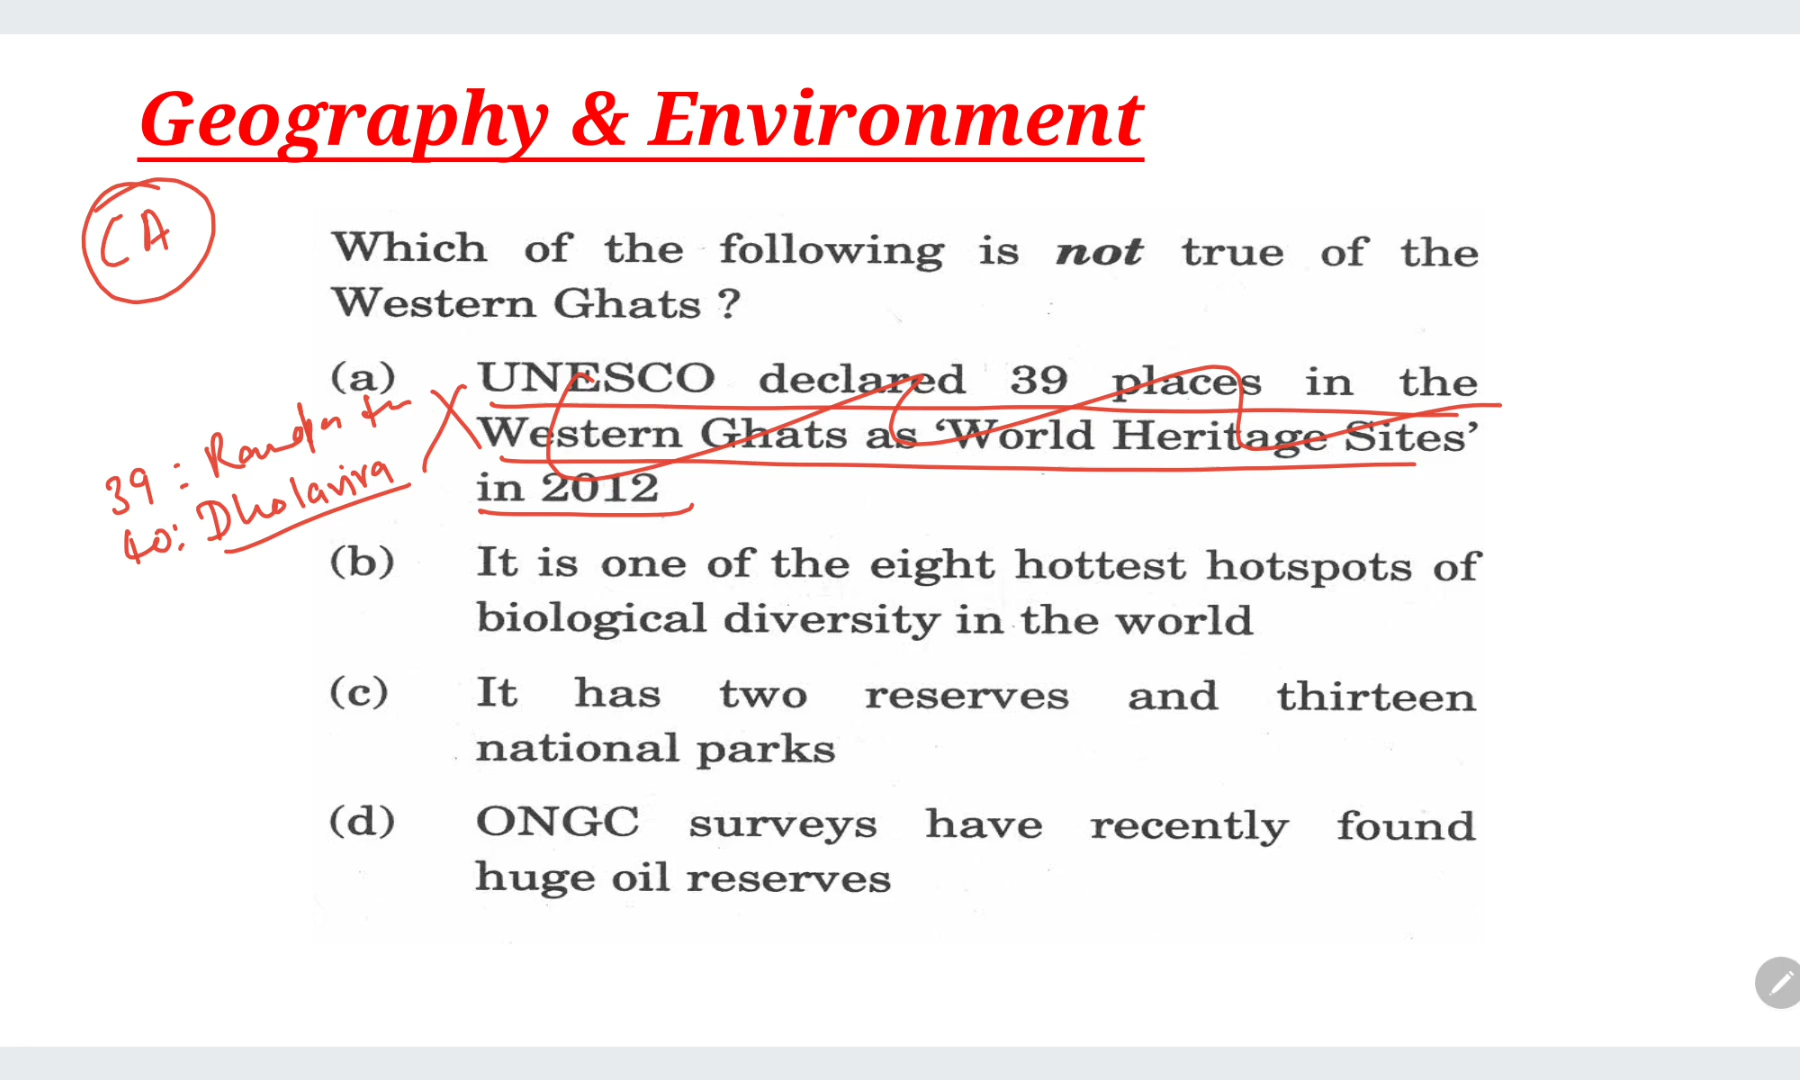 Geography & Environment
CA
Which of the following is not true of the
Western Ghats ?
(a) UNESCO declared 39 places in the
Western Ghats as ‘World Heritage Sites’
in 2012
39 :
40: Dholavira
(b) It is one of the eight hottest hotspots of
biological diversity in the world
(c) It has two reserves and thirteen
national parks
(d) ONGC surveys have recently found
huge oil reserves